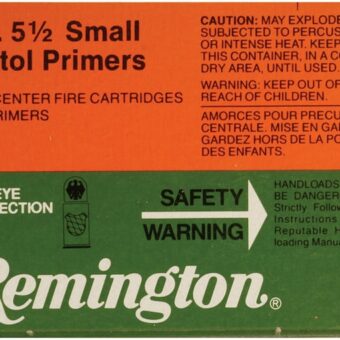 . 5½ Small
tol Primers
CENTER FIRE CARTRIDGES
RIMERS
CAUTION: MAY EXPLODE
SUBJECTED TO PERCUS
OR INTENSE HEAT. KEEP
THIS CONTAINER, IN A CO
DRY AREA, UNTIL USED.
WARNING: KEEP OUT OF
REACH OF CHILDREN.
AMORCES POUR PRECU
CENTRALE. MISE EN GAR
GARDEZ HORS DE LA PO
DES ENFANTS.
EYE
ECTION
SAFETY
WARNING
HANDLOADS
BE DANGER
Strictly Follow
Instructions
Reputable H
loading Manua
Remington®